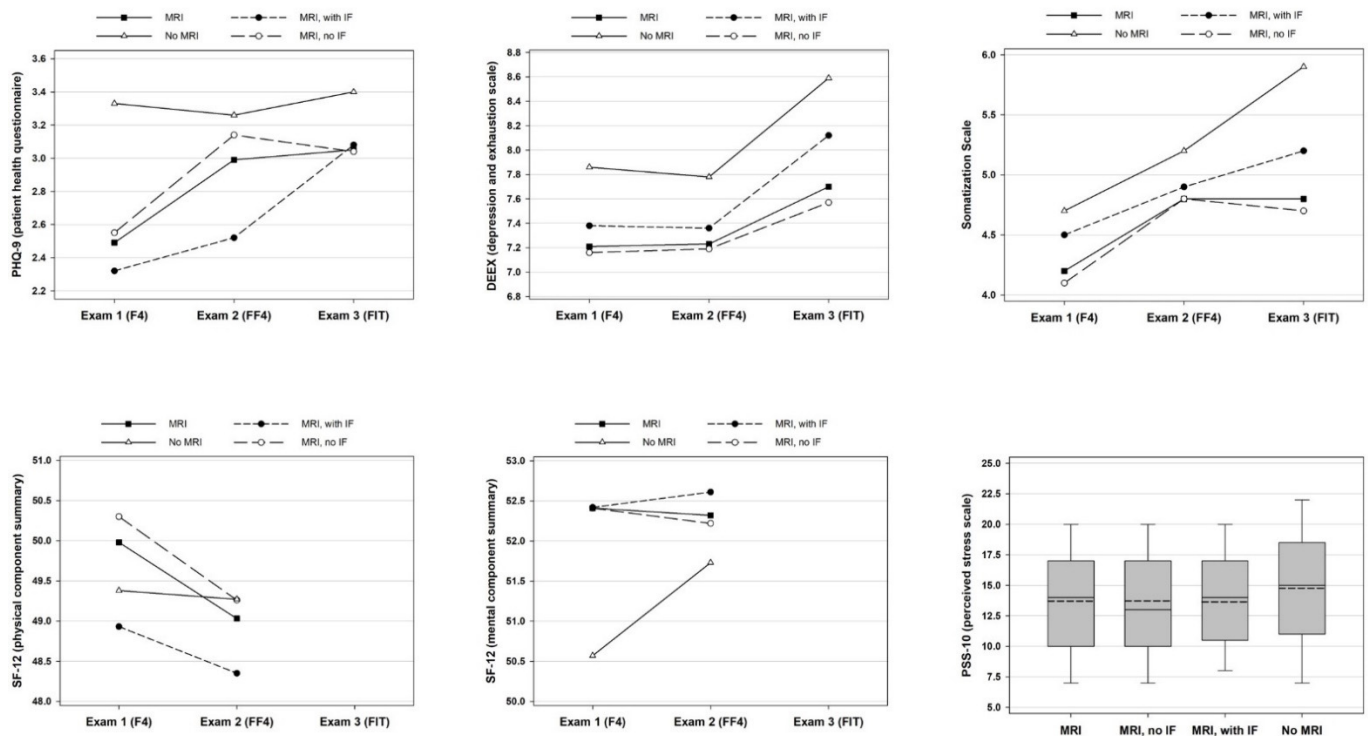 MRI
MRI, with IF
No MRI
MRI, no IF
PHQ-9 (patient health questionnaire)
3.6
3.4
3.2
3.0
2.8
2.6
2.4
2.2
Exam 1 (F4)
Exam 2 (FF4)
Exam 3 (FIT)
MRI
MRI, with IF
No MRI
MRI, no IF
DEEX (depression and exhaustion scale)
8.8
8.6
8.4
8.2
8.0
7.8
7.6
7.4
7.2
7.0
6.8
Exam 1 (F4)
Exam 2 (FF4)
Exam 3 (FIT)
MRI
MRI, with IF
No MRI
MRI, no IF
Somatization Scale
6.0
5.5
5.0
4.5
4.0
Exam 1 (F4)
Exam 2 (FF4)
Exam 3 (FIT)
MRI
MRI, with IF
No MRI
MRI, no IF
SF-12 (physical component summary)
51.0
50.5
50.0
49.5
49.0
48.5
48.0
Exam 1 (F4)
Exam 2 (FF4)
Exam 3 (FIT)
MRI
MRI, with IF
No MRI
MRI, no IF
SF-12 (mental component summary)
53.0
52.5
52.0
51.5
51.0
50.5
50.0
Exam 1 (F4)
Exam 2 (FF4)
Exam 3 (FIT)
PSS-10 (perceived stress scale)
25.0
22.5
20.0
17.5
15.0
12.5
10.0
7.5
5.0
MRI
MRI, no IF
MRI, with IF
No MRI